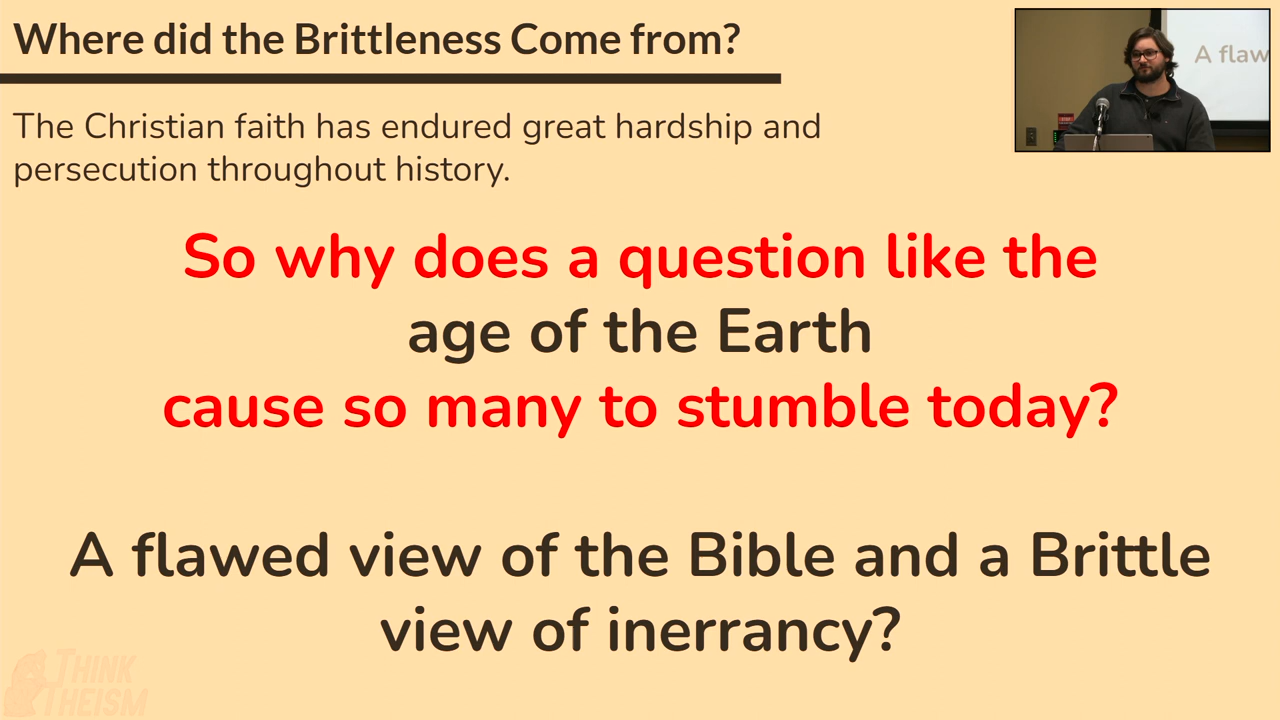 Where did the Brittleness Come from?
The Christian faith has endured great hardship and
persecution throughout history.
So why does a question like the
age of the Earth
cause so many to stumble today?
A flawed view of the Bible and a Brittle
view of inerrancy?
A flaw
THINK
THEISM